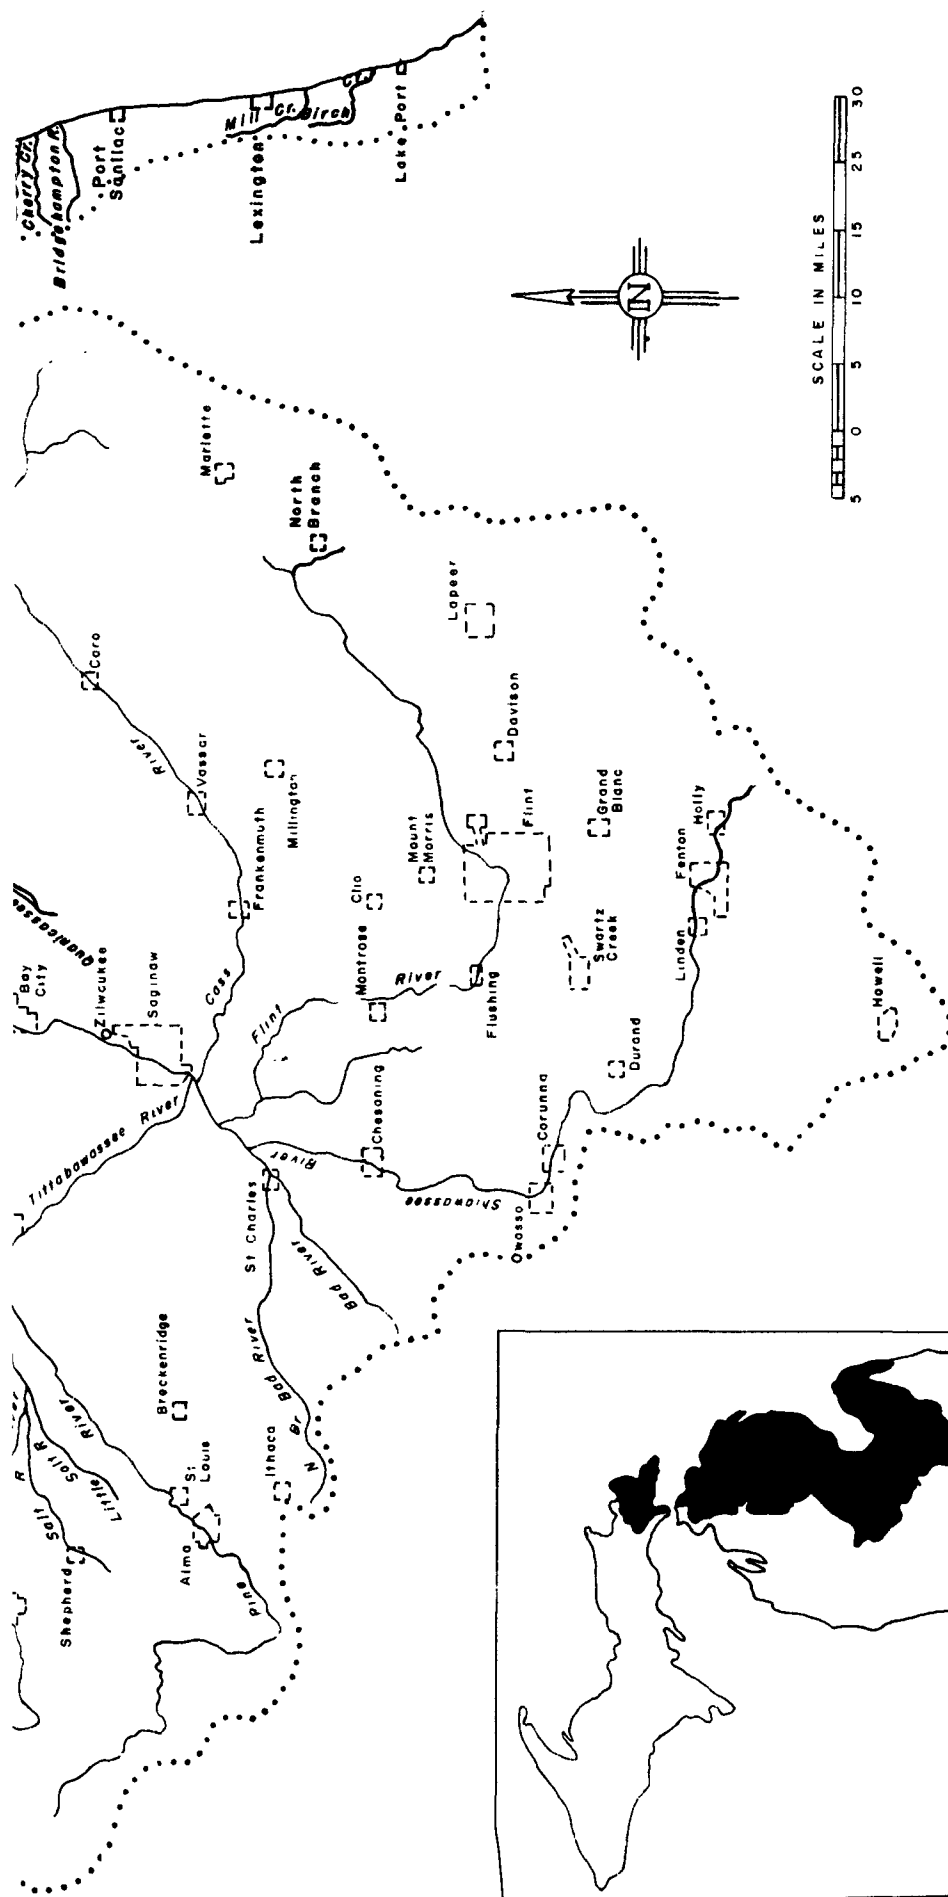 Cherry Cr.
Bridgehampton R.
Port
Sanilac
Mill Cr.
Lexington
Birch
Cr.
Lake Port
Marlette
North
Branch
Caro
River
Vassar
Millington
Frankenmuth
Cass
Quanicassee
Bay
City
Zilwaukee
Saginaw
Tittabawassee River
Lapeer
Davison
Flint
Mount
Morris
Clio
Montrose
River
Flint
Flushing
Grand
Blanc
Swartz
Creek
Holly
Fenton
Linden
Howell
Durand
Corunna
Owosso
Chesaning
River
Shiawassee
St Charles
Bad River
Bad River
N Br
Ithaca
Breckenridge
St
Louis
Alma
River
Pine
Little Salt R
Salt R
Shepherd
N
SCALE IN MILES
5 0 5 10 15 25 30